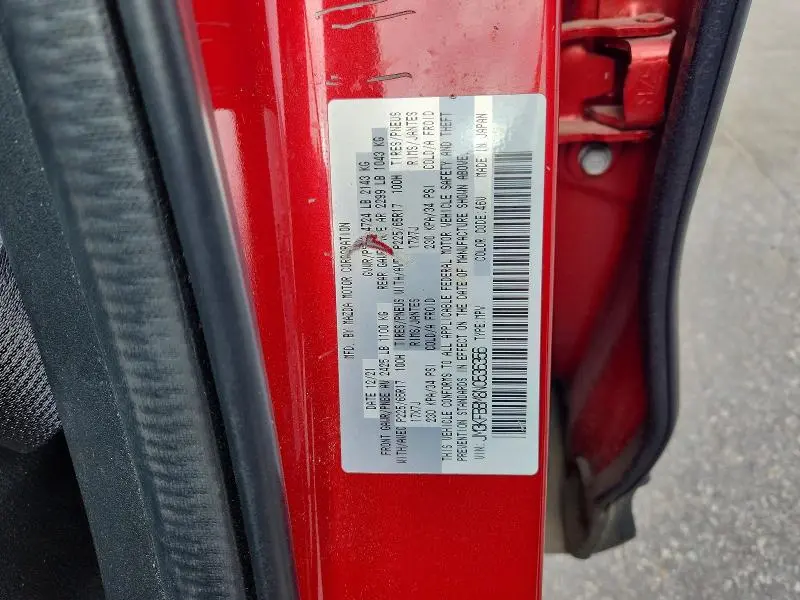 MFD. BY MAZDA MOTOR CORPORATION
DATE 12/21 GVWR/P 4724 LB 2143 KG
FRONT GAWR/PNBE AV 2425 LB 1100 KG REAR GAWR E AR 2299 LB 1043 KG
WITH/AVEC P225/65R17 100H TIRES/PNEUS WITH/AVE P225/65R17 100H TIRES/PNEUS
17X7J RIMS/JANTES 17X7J RIMS/JANTES
230 KPA/34 PSI COLD/A FROID 230 KPA/34 PSI COLD/A FROID
THIS VEHICLE CONFORMS TO ALL APPLICABLE FEDERAL MOTOR VEHICLE SAFETY AND THEFT
PREVENTION STANDARDS IN EFFECT ON THE DATE OF MANUFACTURE SHOWN ABOVE.
VIN: TYPE: MPV COLOR CODE: 46V MADE IN JAPAN